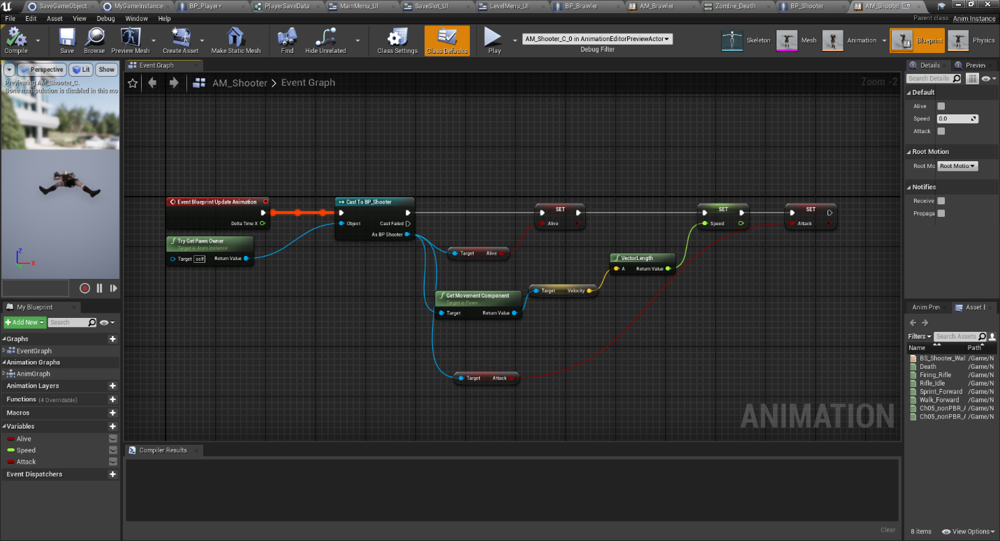 SaveGameObject
MyGameInstance
BP_Player*
PlayerSaveData
MainMenu_UI
SaveSlot_UI
LevelMenu_UI
BP_Brawler
AM_Brawler
Zombie_Death
BP_Shooter
AM_Shooter
File Edit Asset View Debug Window Help
Parent class: Anim Instance
Compile
Save
Browse
Preview Mesh
Create Asset
Make Static Mesh
Find
Hide Unrelated
Class Settings
Class Defaults
Play
AM_Shooter_C_0 in AnimationEditorPreviewActor
Debug Filter
Skeleton
Mesh
Animation
Blueprint
Physics
Perspective
Lit
Show
Previewing AM_Shooter_C.
Bone manipulation is disabled in this mo
Z
X
Event Graph
AM_Shooter > Event Graph
Zoom -2
Event Blueprint Update Animation
Delta Time X
Try Get Pawn Owner
Target is Anim Instance
Target self Return Value
Cast To BP_Shooter
Object
Cast Failed
As BP Shooter
SET
Alive
Target Alive
Get Movement Component
Target is Pawn
Target Return Value
Target Velocity
VectorLength
A Return Value
SET
Speed
SET
Attack
Target Attack
ANIMATION
My Blueprint
+Add New
Search
Graphs
EventGraph
Animation Graphs
AnimGraph
Animation Layers
Functions (4 Overridable)
Macros
Variables
Alive
Speed
Attack
Event Dispatchers
Compiler Results
Clear
Details
Preview
Search Details
Default
Alive
Speed 0.0
Attack
Root Motion
Root Mo Root Motio
Notifies
Receive
Propaga
Anim Prev
Asset B
Filters
Search Assets
Name Path
BS_Shooter_Wal /Game/N
Death /Game/N
Firing_Rifle /Game/N
Rifle_Idle /Game/N
Sprint_Forward /Game/N
Walk_Forward /Game/N
Ch05_nonPBR_A /Game/N
Ch05_nonPBR_A /Game/N
8 items
View Options